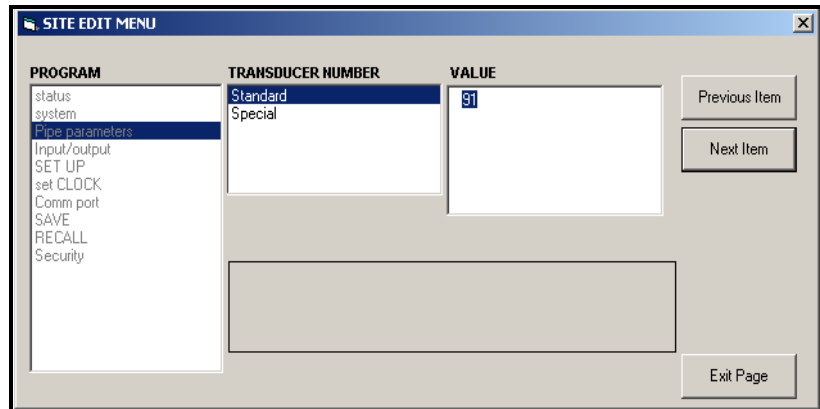 SITE EDIT MENU
PROGRAM
status
system
Pipe parameters
Input/output
SET UP
set CLOCK
Comm port
SAVE
RECALL
Security
TRANSDUCER NUMBER
Standard
Special
VALUE
91
Previous Item
Next Item
Exit Page